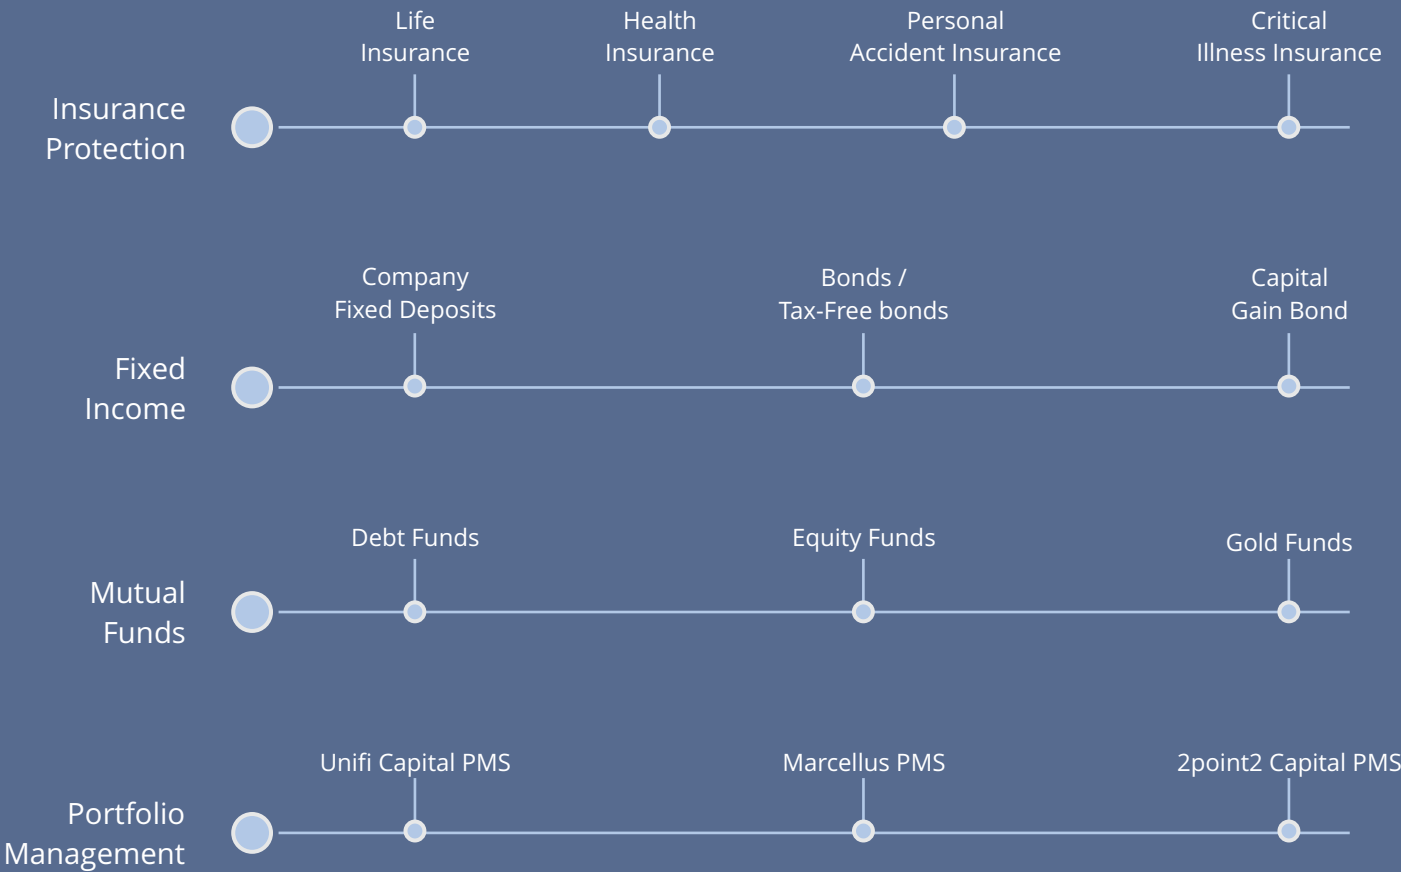 Life
Insurance
Health
Insurance
Personal
Accident Insurance
Critical
Illness Insurance
Insurance
Protection
Company
Fixed Deposits
Bonds /
Tax-Free bonds
Capital
Gain Bond
Fixed
Income
Debt Funds
Equity Funds
Gold Funds
Mutual
Funds
Unifi Capital PMS
Marcellus PMS
2point2 Capital PMS
Portfolio
Management